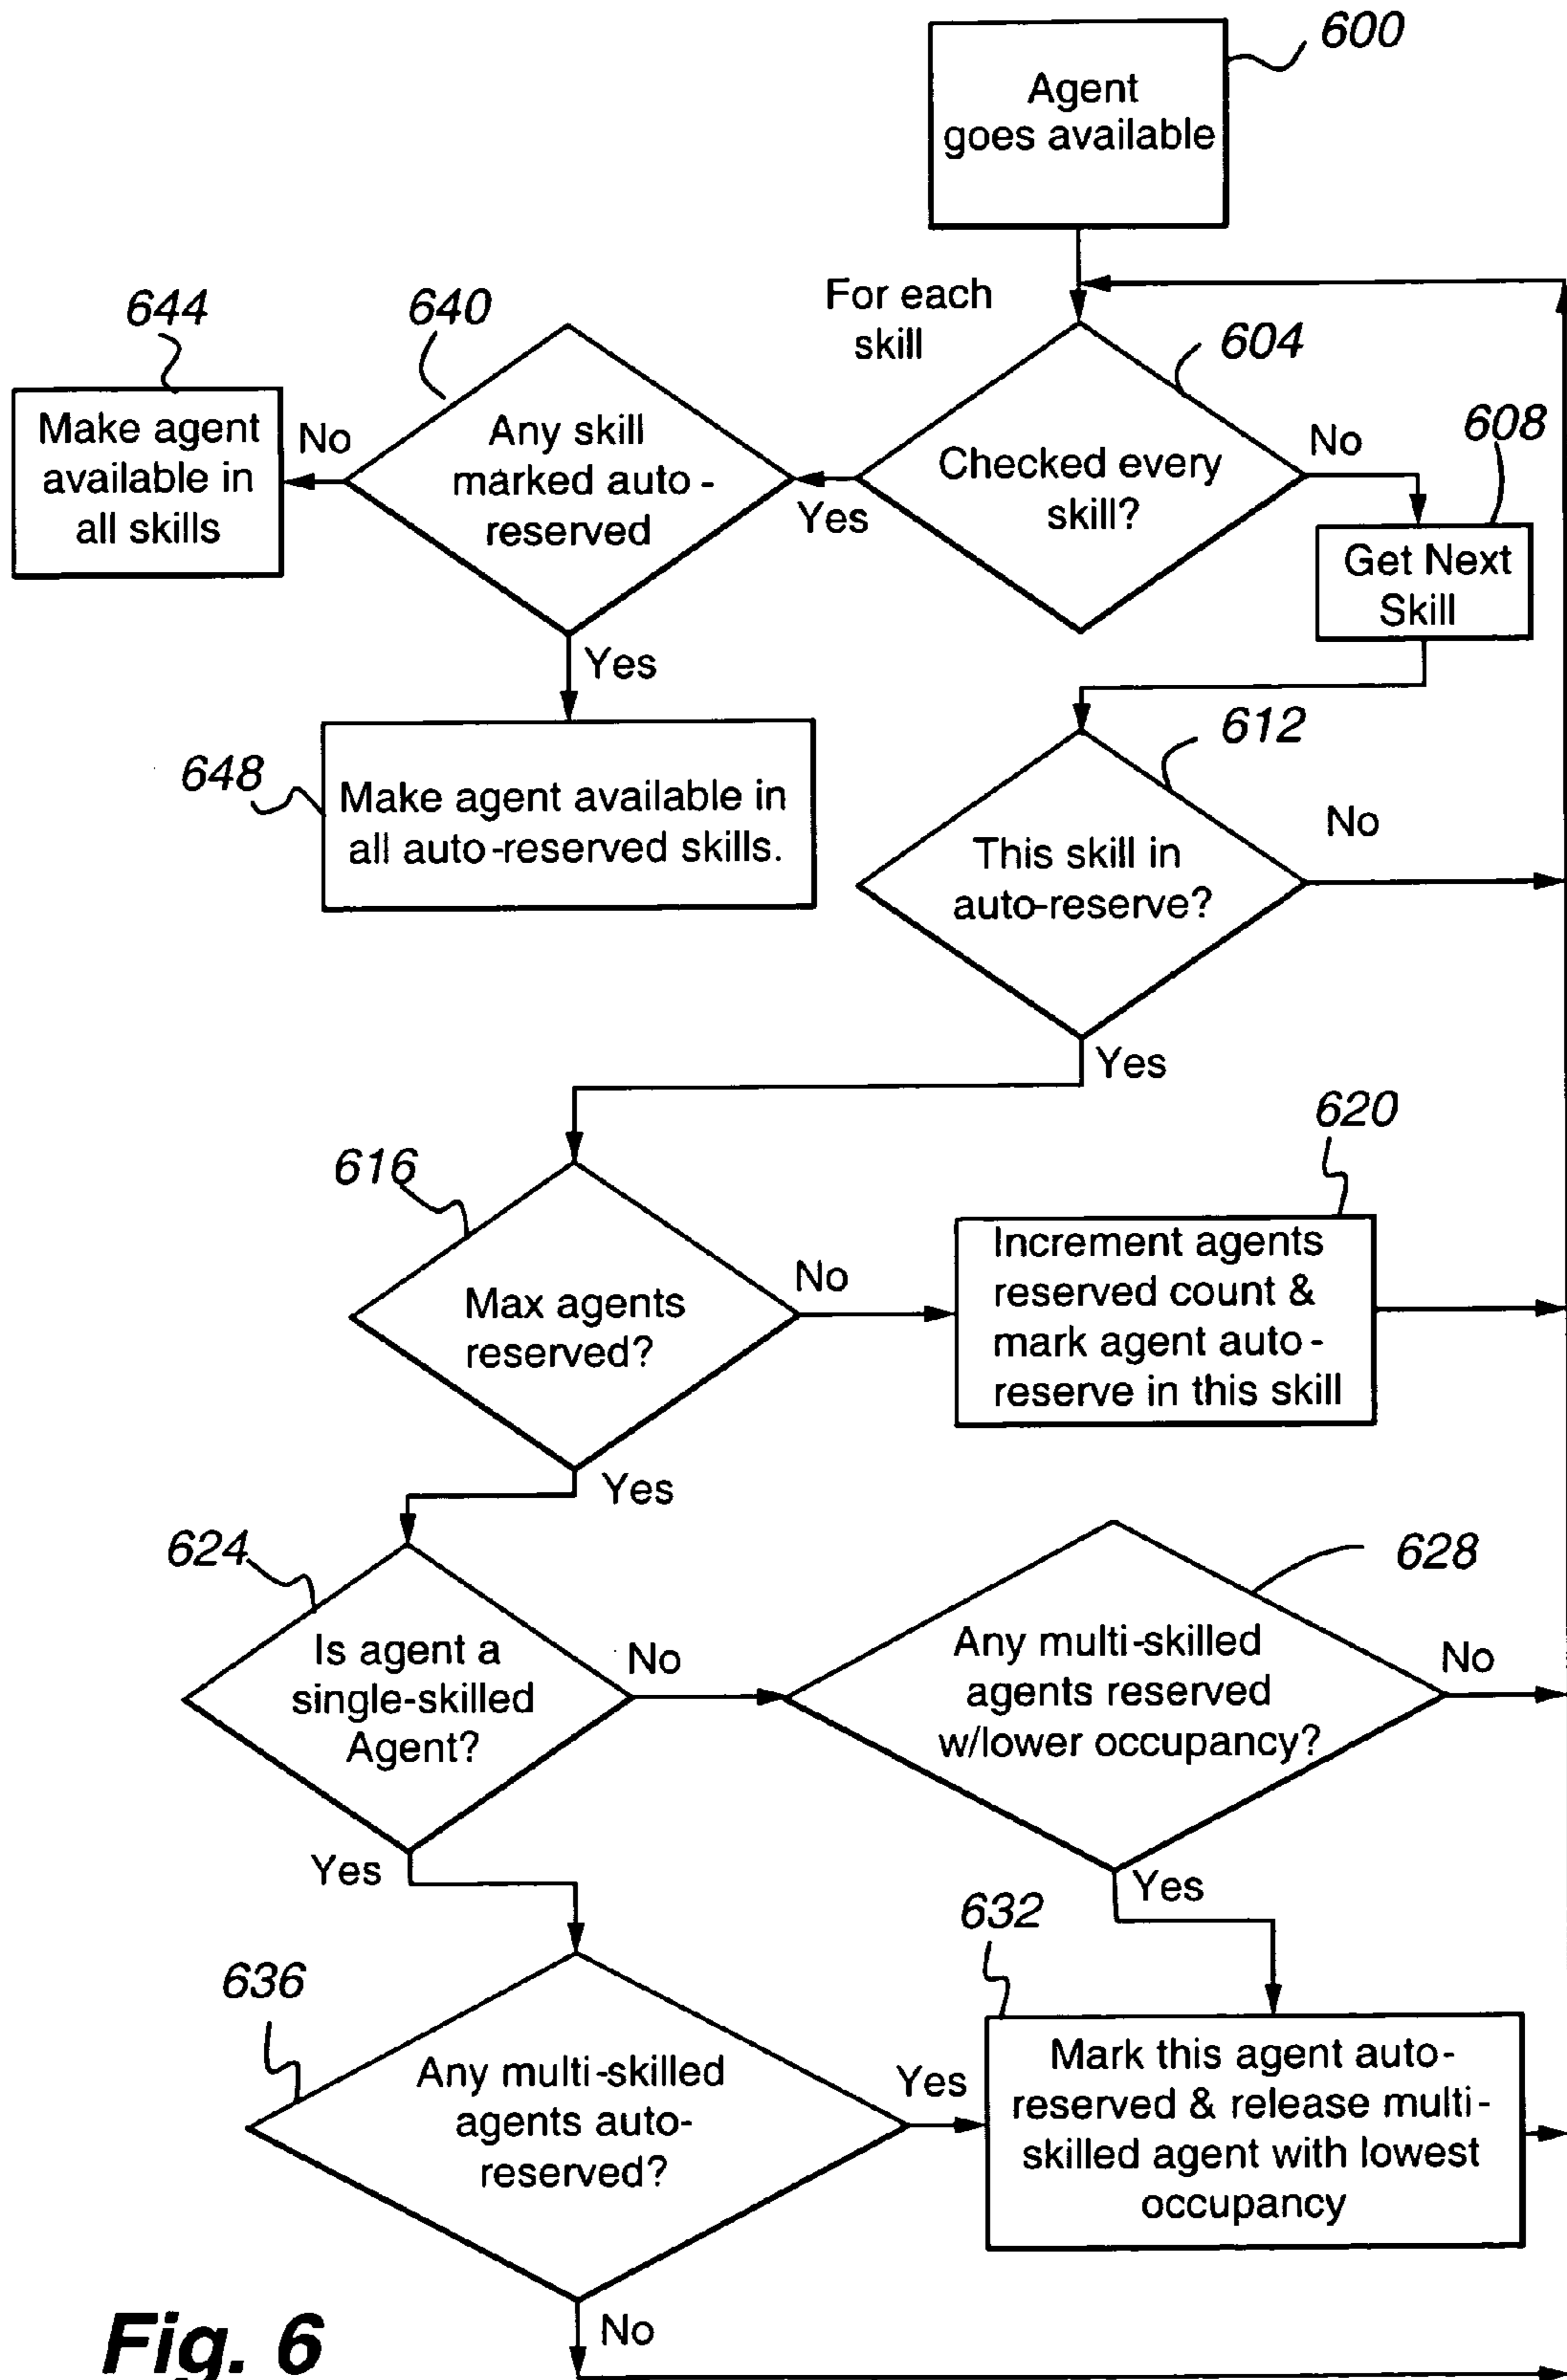 600
Agent
goes available
For each
skill
644
640
604
608
Make agent
available in
all skills
No
Any skill
marked auto-
reserved
Yes
Checked every
skill?
No
Get Next
Skill
Yes
648
Make agent available in
all auto-reserved skills.
612
This skill in
auto-reserve?
No
Yes
616
Max agents
reserved?
No
620
Increment agents
reserved count &
mark agent auto-
reserve in this skill
Yes
624
Is agent a
single-skilled
Agent?
No
628
Any multi-skilled
agents reserved
w/lower occupancy?
No
Yes
Yes
632
636
Any multi-skilled
agents auto-
reserved?
Yes
Mark this agent auto-
reserved & release multi-
skilled agent with lowest
occupancy
No
Fig. 6